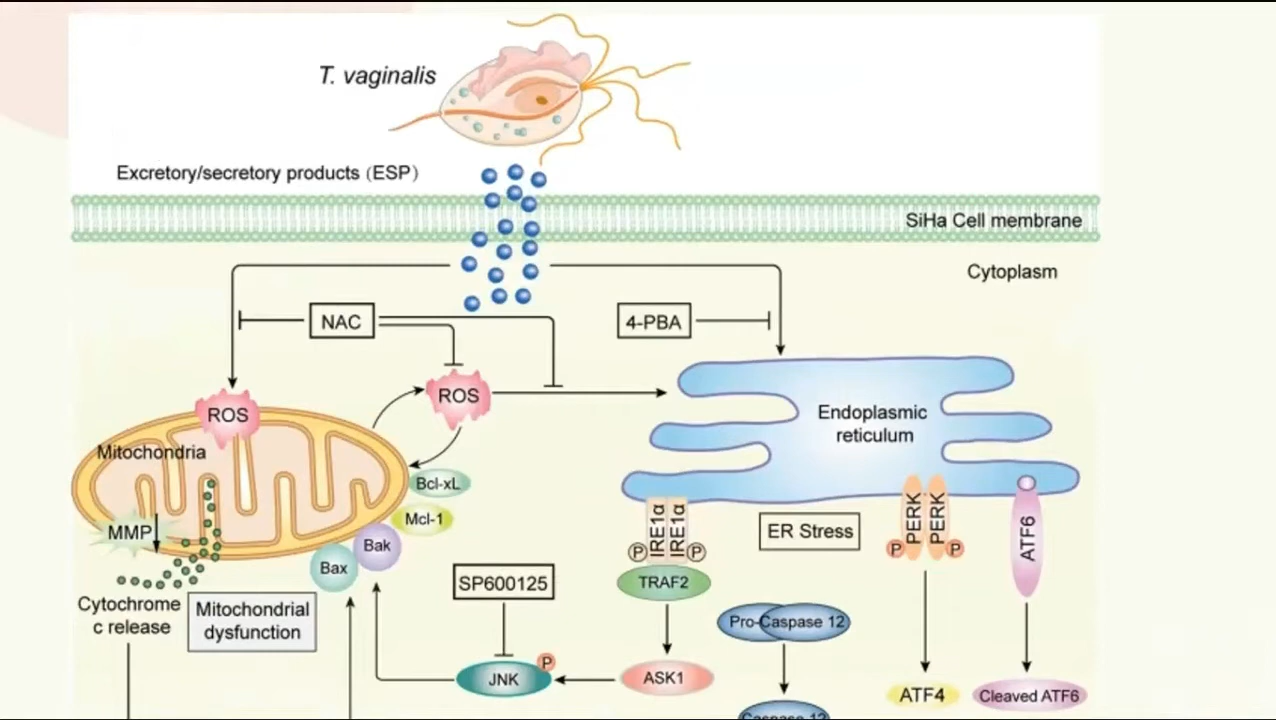 T. vaginalis
Excretory/secretory products (ESP)
SiHa Cell membrane
Cytoplasm
NAC
4-PBA
ROS
ROS
Mitochondria
Endoplasmic
reticulum
Bcl-xL
Mcl-1
MMP
Bak
Bax
IRE1α
IRE1α
P
P
TRAF2
ER Stress
PERK
PERK
P
P
ATF6
SP600125
Cytochrome
c release
Mitochondrial
dysfunction
Pro-Caspase 12
JNK
P
ASK1
ATF4
Cleaved ATF6
Caspase 12